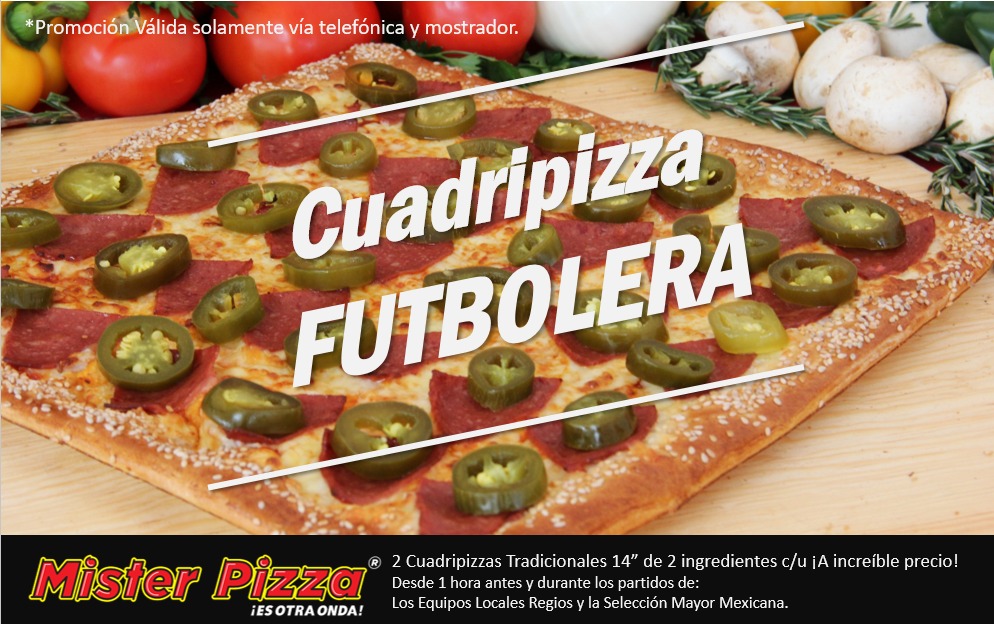 *Promoción Válida solamente vía telefónica y mostrador.
Cuadripizza
FUTBOLERA
Mister Pizza®
¡ES OTRA ONDA!
2 Cuadripizzas Tradicionales 14” de 2 ingredientes c/u ¡A increíble precio!
Desde 1 hora antes y durante los partidos de:
Los Equipos Locales Regios y la Selección Mayor Mexicana.